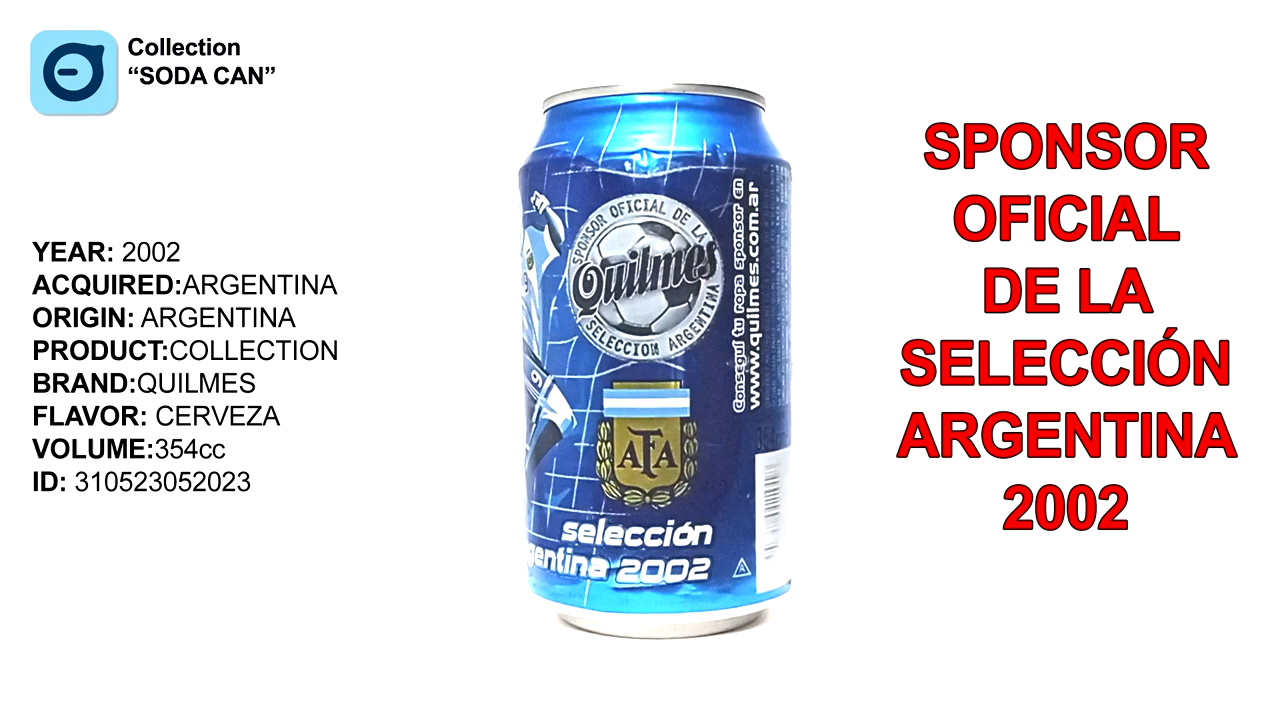 Collection
“SODA CAN”
YEAR: 2002
ACQUIRED:ARGENTINA
ORIGIN: ARGENTINA
PRODUCT:COLLECTION
BRAND:QUILMES
FLAVOR: CERVEZA
VOLUME:354cc
ID: 310523052023
SPONSOR OFICIAL DE LA
Quilmes
SELECCION ARGENTINA
Conseguí tu ropa sponsor en
www.quilmes.com.ar
9
AFA
selección
gentina 2002
A
SPONSOR
OFICIAL
DE LA
SELECCIÓN
ARGENTINA
2002